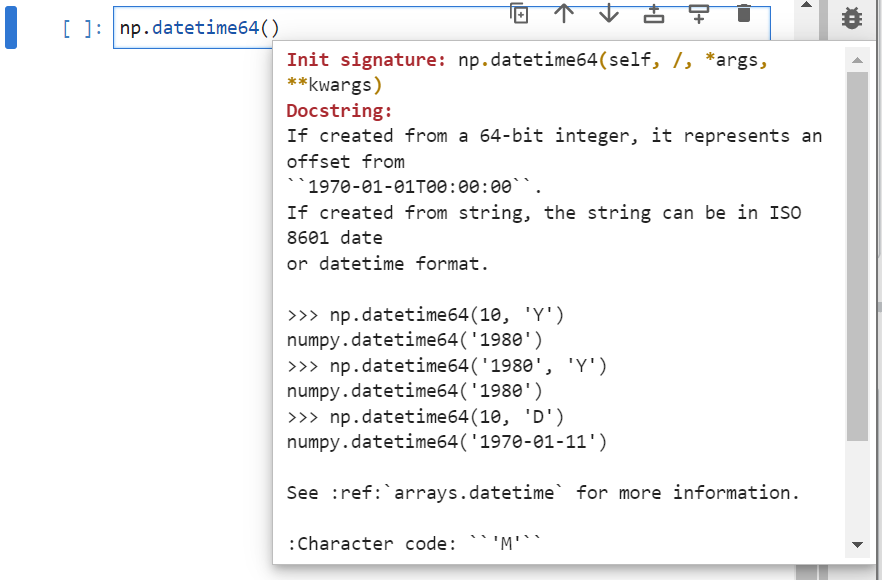 [ ]: np.datetime64()
Init signature: np.datetime64(self, /, *args,
**kwargs)
Docstring:
If created from a 64-bit integer, it represents an
offset from
``1970-01-01T00:00:00``.
If created from string, the string can be in ISO
8601 date
or datetime format.
>>> np.datetime64(10, 'Y')
numpy.datetime64('1980')
>>> np.datetime64('1980', 'Y')
numpy.datetime64('1980')
>>> np.datetime64(10, 'D')
numpy.datetime64('1970-01-11')
See :ref:`arrays.datetime` for more information.
:Character code: ``'M'``